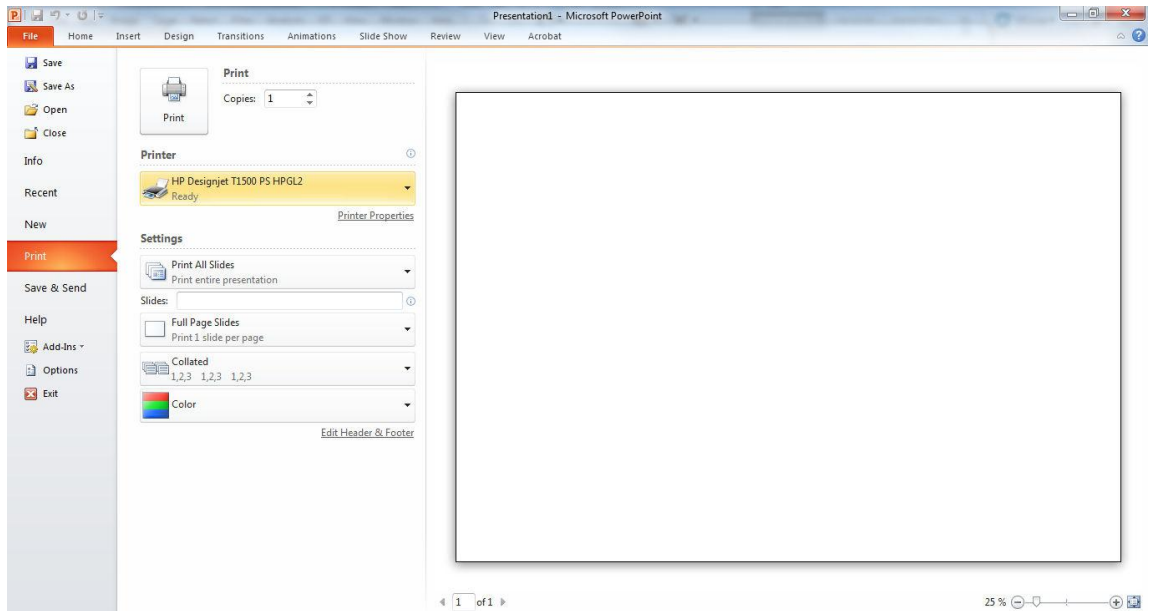 Presentation1 - Microsoft PowerPoint
File Home Insert Design Transitions Animations Slide Show Review View Acrobat
Save
Save As
Open
Close
Info
Recent
New
Print
Save & Send
Help
Add-Ins
Options
Exit
Print
Print
Copies: 1
Printer
HP Designjet T1500 PS HPGL2
Ready
Printer Properties
Settings
Print All Slides
Print entire presentation
Slides:
Full Page Slides
Print 1 slide per page
Collated
1,2,3 1,2,3 1,2,3
Color
Edit Header & Footer
1 of 1
25 %